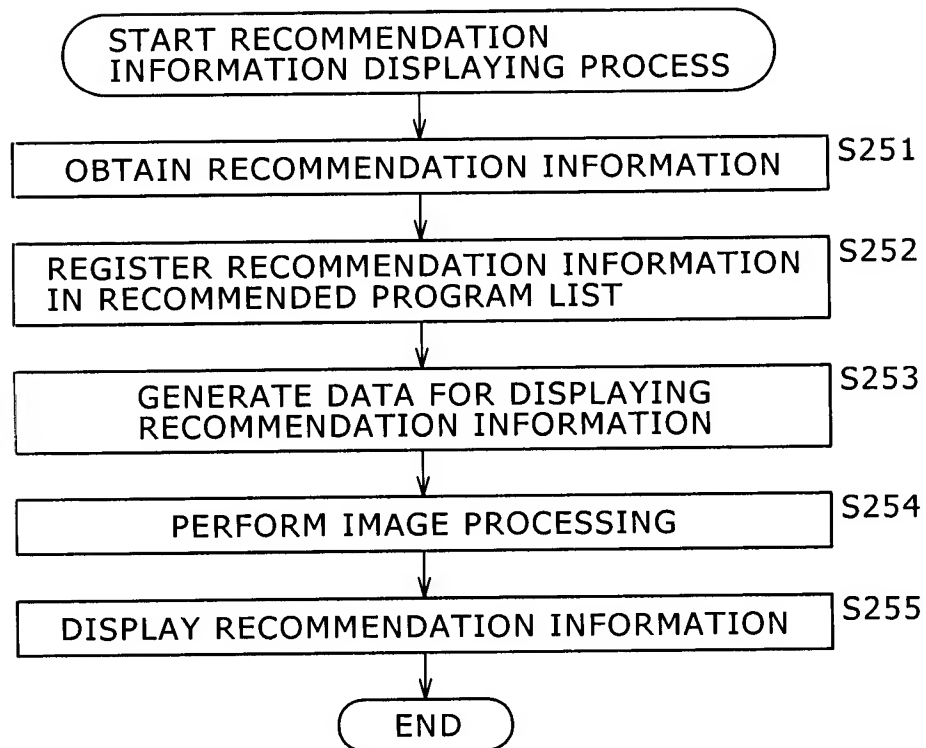 START RECOMMENDATION
INFORMATION DISPLAYING PROCESS
OBTAIN RECOMMENDATION INFORMATION
S251
REGISTER RECOMMENDATION INFORMATION
IN RECOMMENDED PROGRAM LIST
S252
GENERATE DATA FOR DISPLAYING
RECOMMENDATION INFORMATION
S253
PERFORM IMAGE PROCESSING
S254
DISPLAY RECOMMENDATION INFORMATION
S255
END